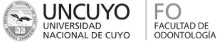 UNCUYO
UNIVERSIDAD
NACIONAL DE CUYO
FO
FACULTAD DE
ODONTOLOGÍA